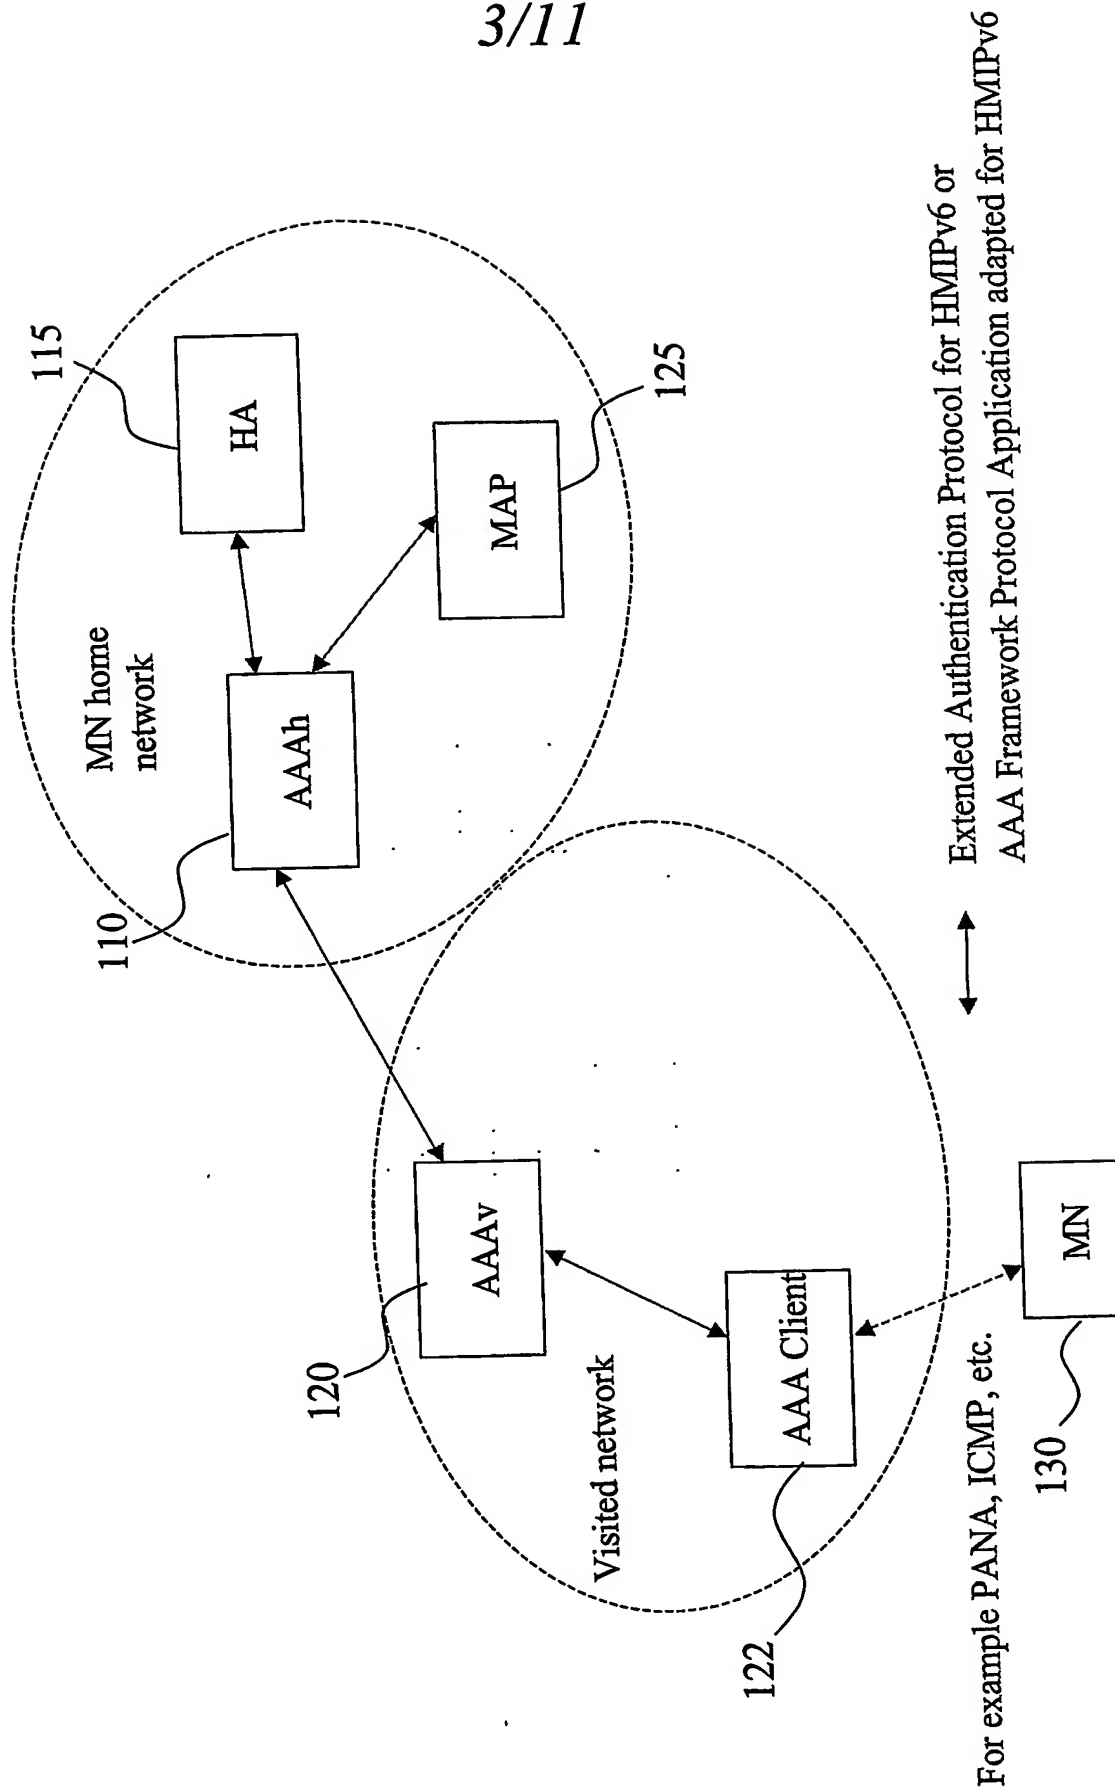 3/11
115
HA
MN home
network
125
MAP
AAAh
110
AAAv
120
Visited network
AAA Client
122
MN
130
For example PANA, ICMP, etc.
Extended Authentication Protocol for HMIPv6 or
AAA Framework Protocol Application adapted for HMIPv6